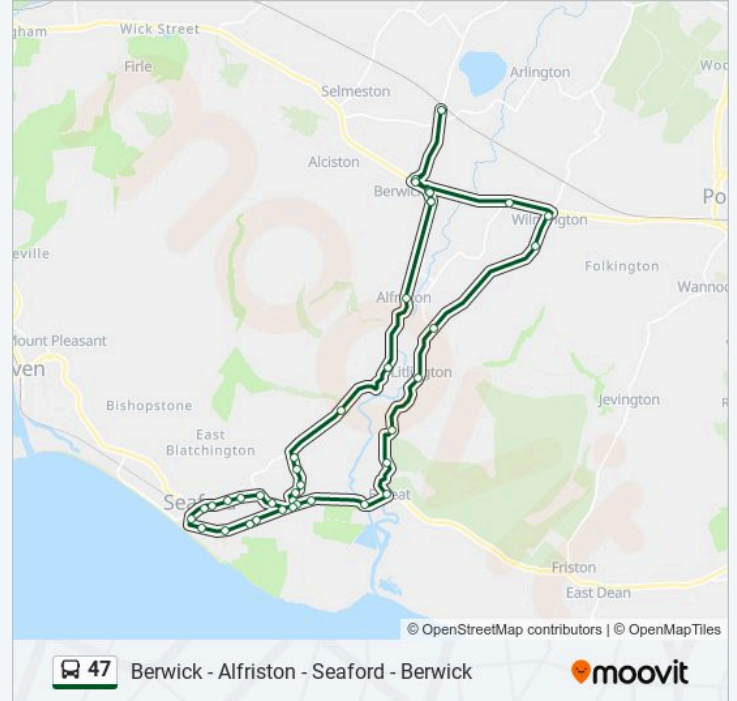 gham
Wick Street
Firle
Arlington
Woo
Selmeston
Alciston
Berwick
Wilmington
Po
Folkington
eville
Wannoc
Alfriston
Mount Pleasant
ven
Litlington
Jevington
Bishopstone
East
Blatchington
Seaford
Exceat
Friston
East Dean
© OpenStreetMap contributors | © OpenMapTiles
47 Berwick - Alfriston - Seaford - Berwick moovit
moovit